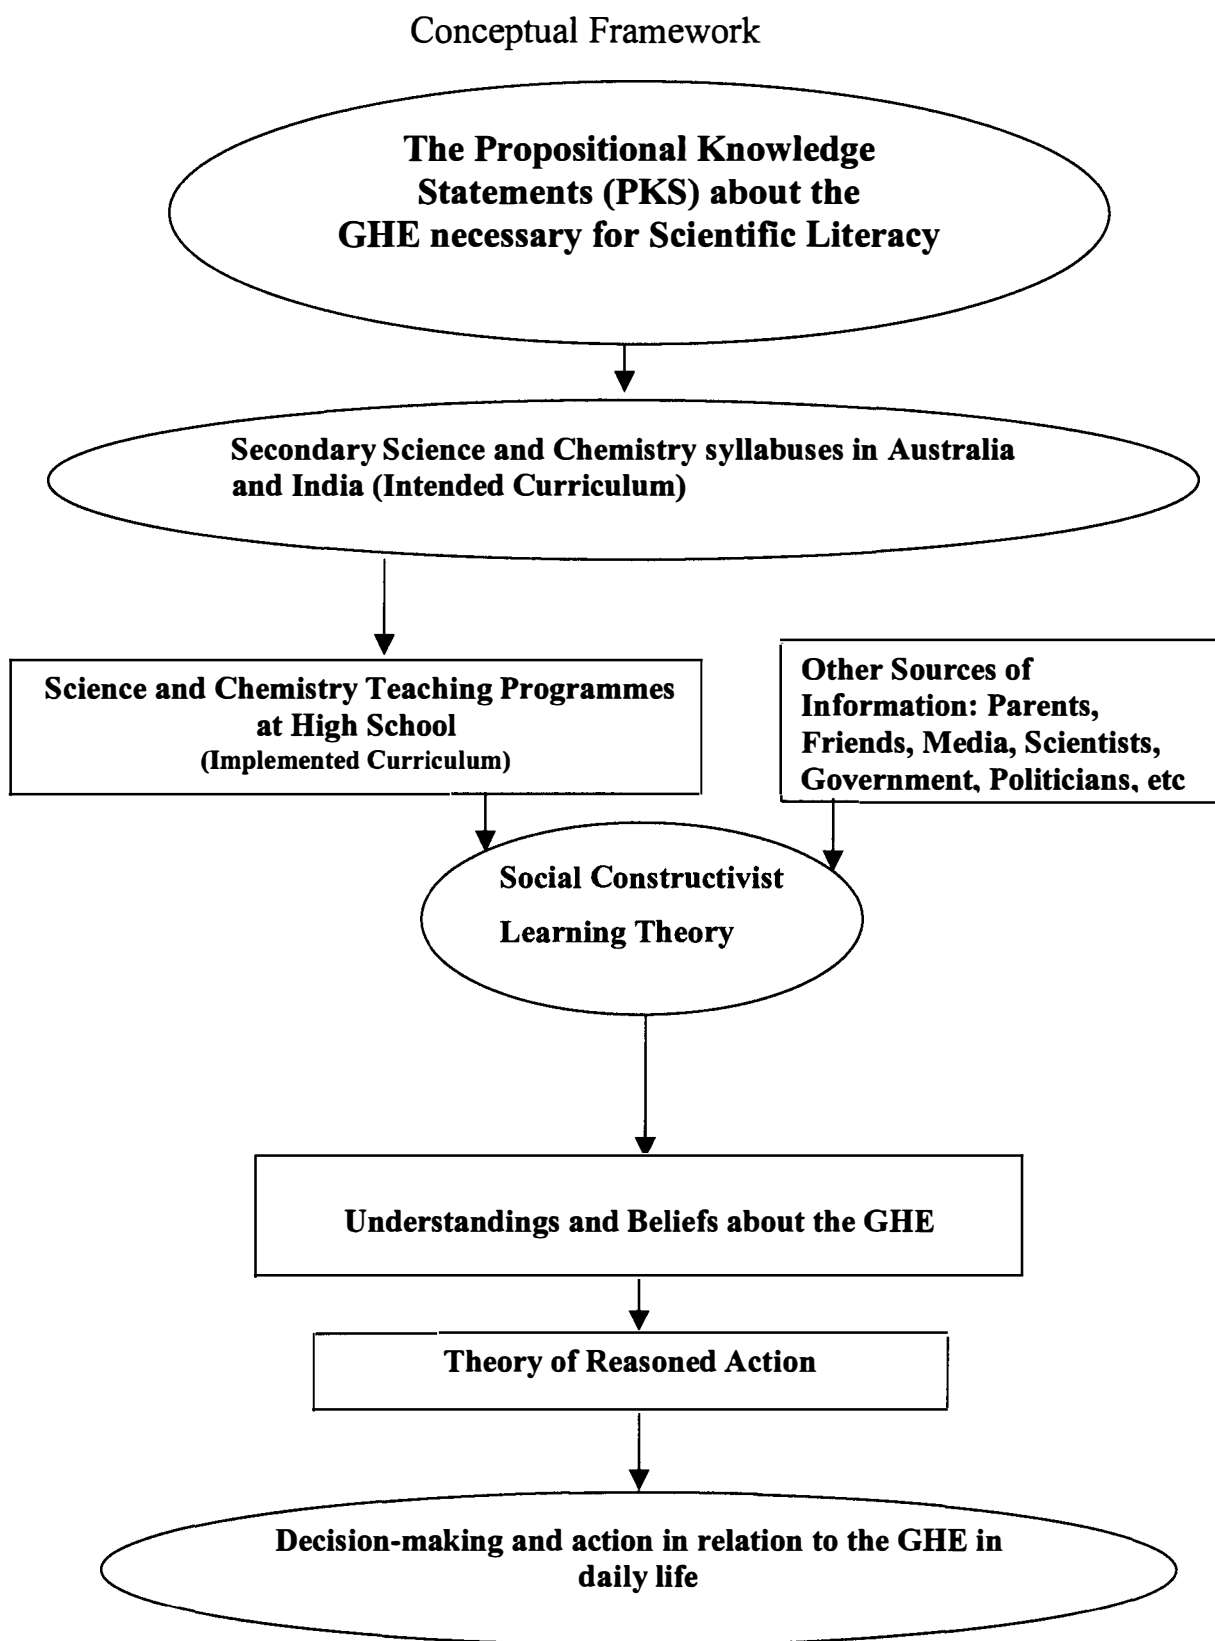 Conceptual Framework
The Propositional Knowledge
Statements (PKS) about the
GHE necessary for Scientific Literacy
Secondary Science and Chemistry syllabuses in Australia
and India (Intended Curriculum)
Science and Chemistry Teaching Programmes
at High School
(Implemented Curriculum)
Other Sources of
Information: Parents,
Friends, Media, Scientists,
Government, Politicians, etc
Social Constructivist
Learning Theory
Understandings and Beliefs about the GHE
Theory of Reasoned Action
Decision-making and action in relation to the GHE in
daily life